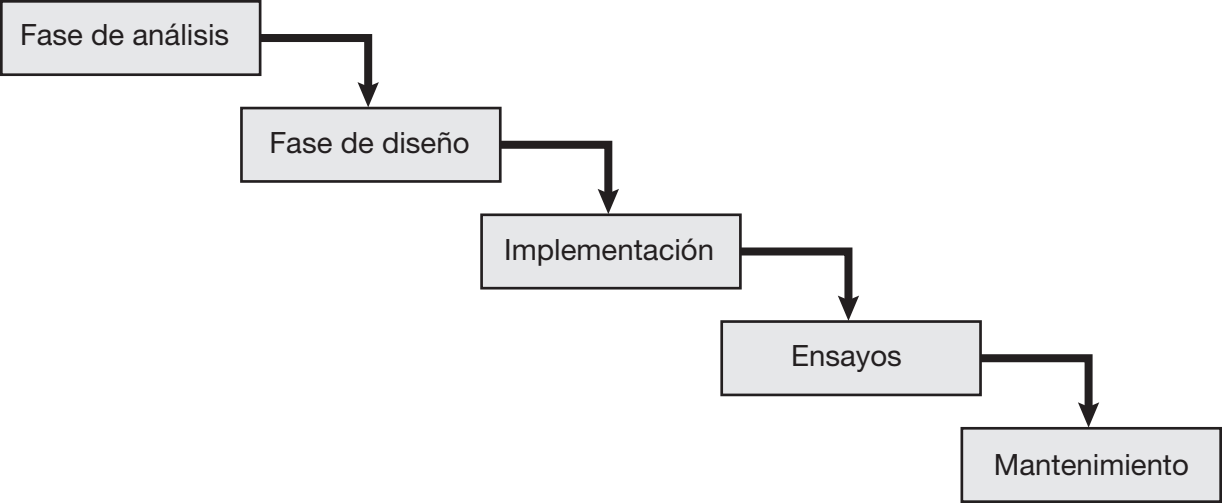 Fase de análisis
Fase de diseño
Implementación
Ensayos
Mantenimiento